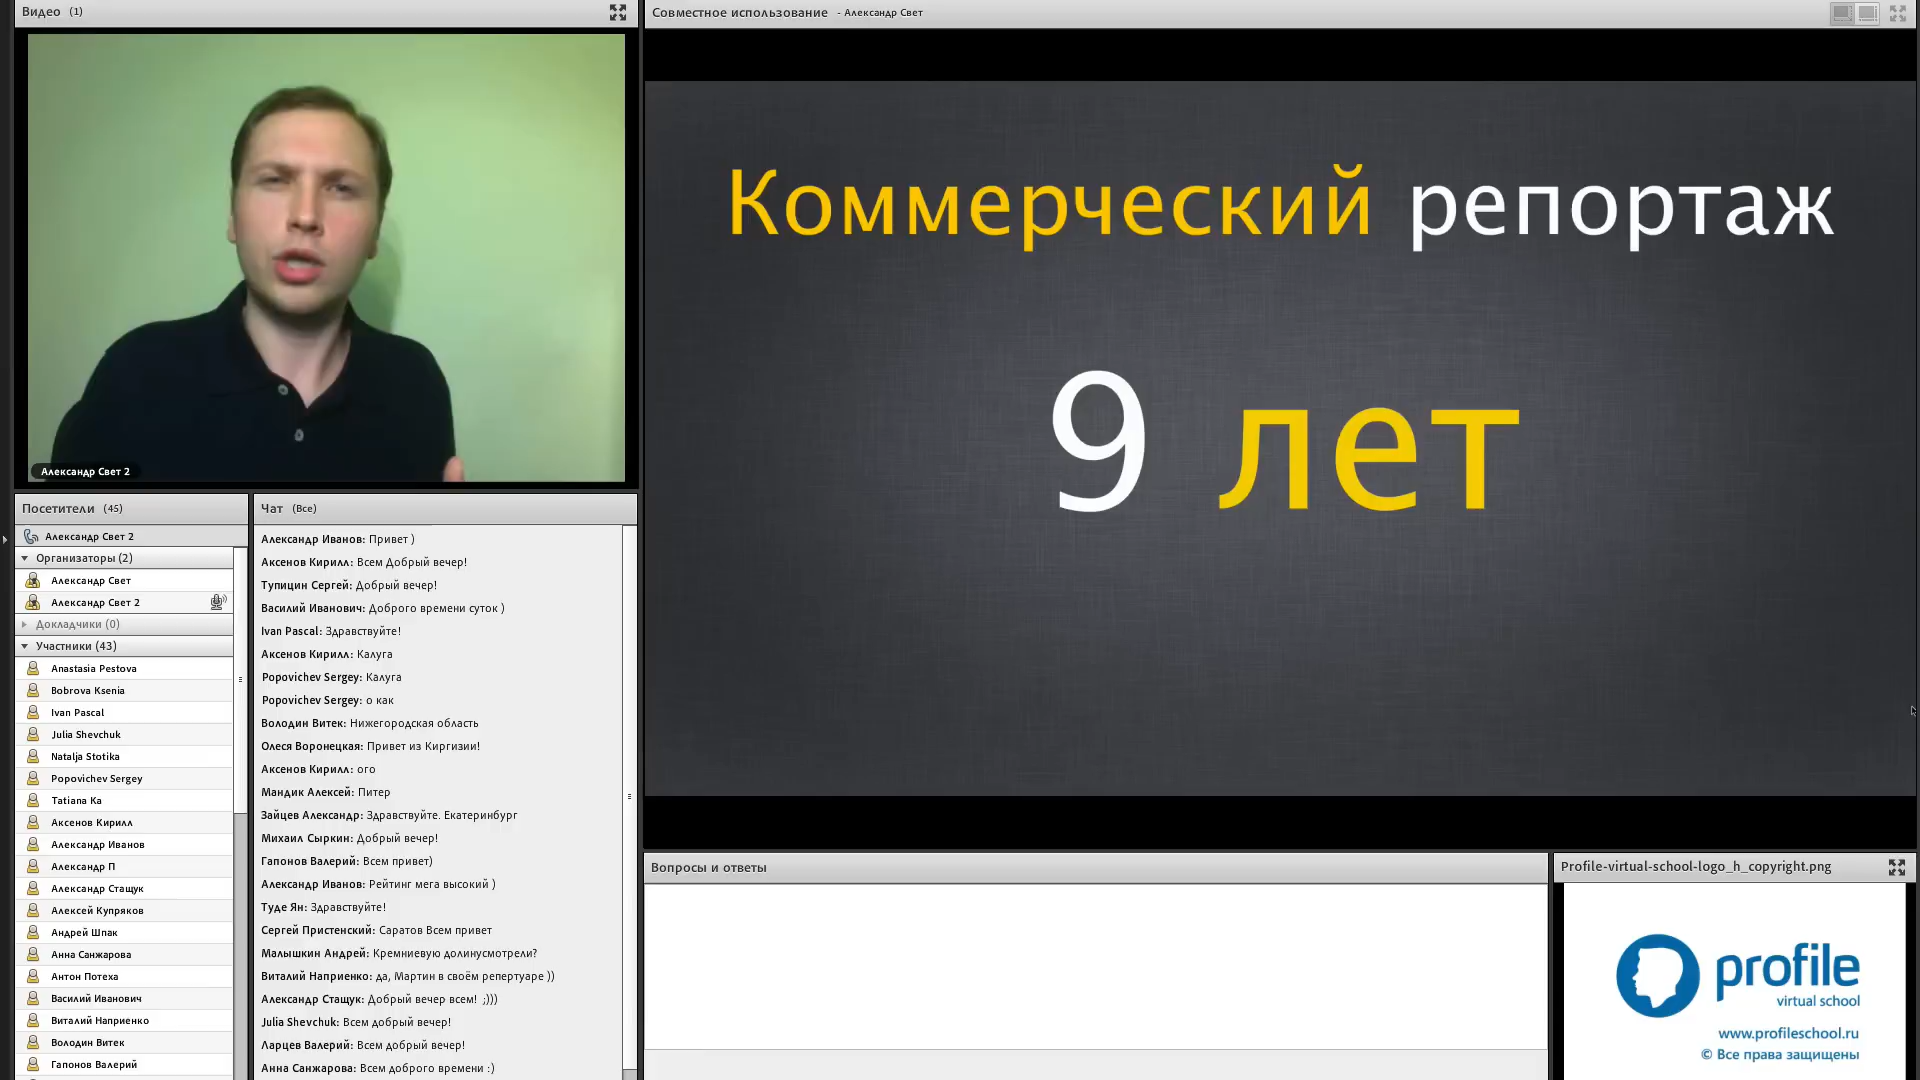 Видео (1)
Александр Свет 2
Посетители (45)
Александр Свет 2
Организаторы (2)
Александр Свет
Александр Свет 2
Докладчики (0)
Участники (43)
Anastasia Pestova
Bobrova Ksenia
Ivan Pascal
Julia Shevchuk
Natalja Stotika
Popovichev Sergey
Tatiana Ka
Аксенов Кирилл
Александр Иванов
Александр П
Александр Стащук
Алексей Купряков
Андрей Шпак
Анна Санжарова
Антон Потеха
Василий Иванович
Виталий Наприенко
Володин Витек
Гапонов Валерий
Чат (Все)
Александр Иванов: Привет )
Аксенов Кирилл: Всем Добрый вечер!
Тупицин Сергей: Добрый вечер!
Василий Иванович: Доброго времени суток )
Ivan Pascal: Здравствуйте!
Аксенов Кирилл: Калуга
Popovichev Sergey: Калуга
Popovichev Sergey: о как
Володин Витек: Нижегородская область
Олеся Воронецкая: Привет из Киргизии!
Аксенов Кирилл: ого
Мандик Алексей: Питер
Зайцев Александр: Здравствуйте. Екатеринбург
Михаил Сыркин: Добрый вечер!
Гапонов Валерий: Всем привет)
Александр Иванов: Рейтинг мега высокий )
Туде Ян: Здравствуйте!
Сергей Пристенский: Саратов Всем привет
Малышкин Андрей: Кремниевую долинусмотрели?
Виталий Наприенко: да, Мартин в своём репертуаре ))
Александр Стащук: Добрый вечер всем! ;)))
Julia Shevchuk: Всем добрый вечер!
Ларцев Валерий: Всем добрый вечер!
Анна Санжарова: Всем доброго времени :)
Совместное использование - Александр Свет
Коммерческий репортаж
9 лет
Вопросы и ответы
Profile-virtual-school-logo_h_copyright.png
profile
virtual school
www.profileschool.ru
© Все права защищены